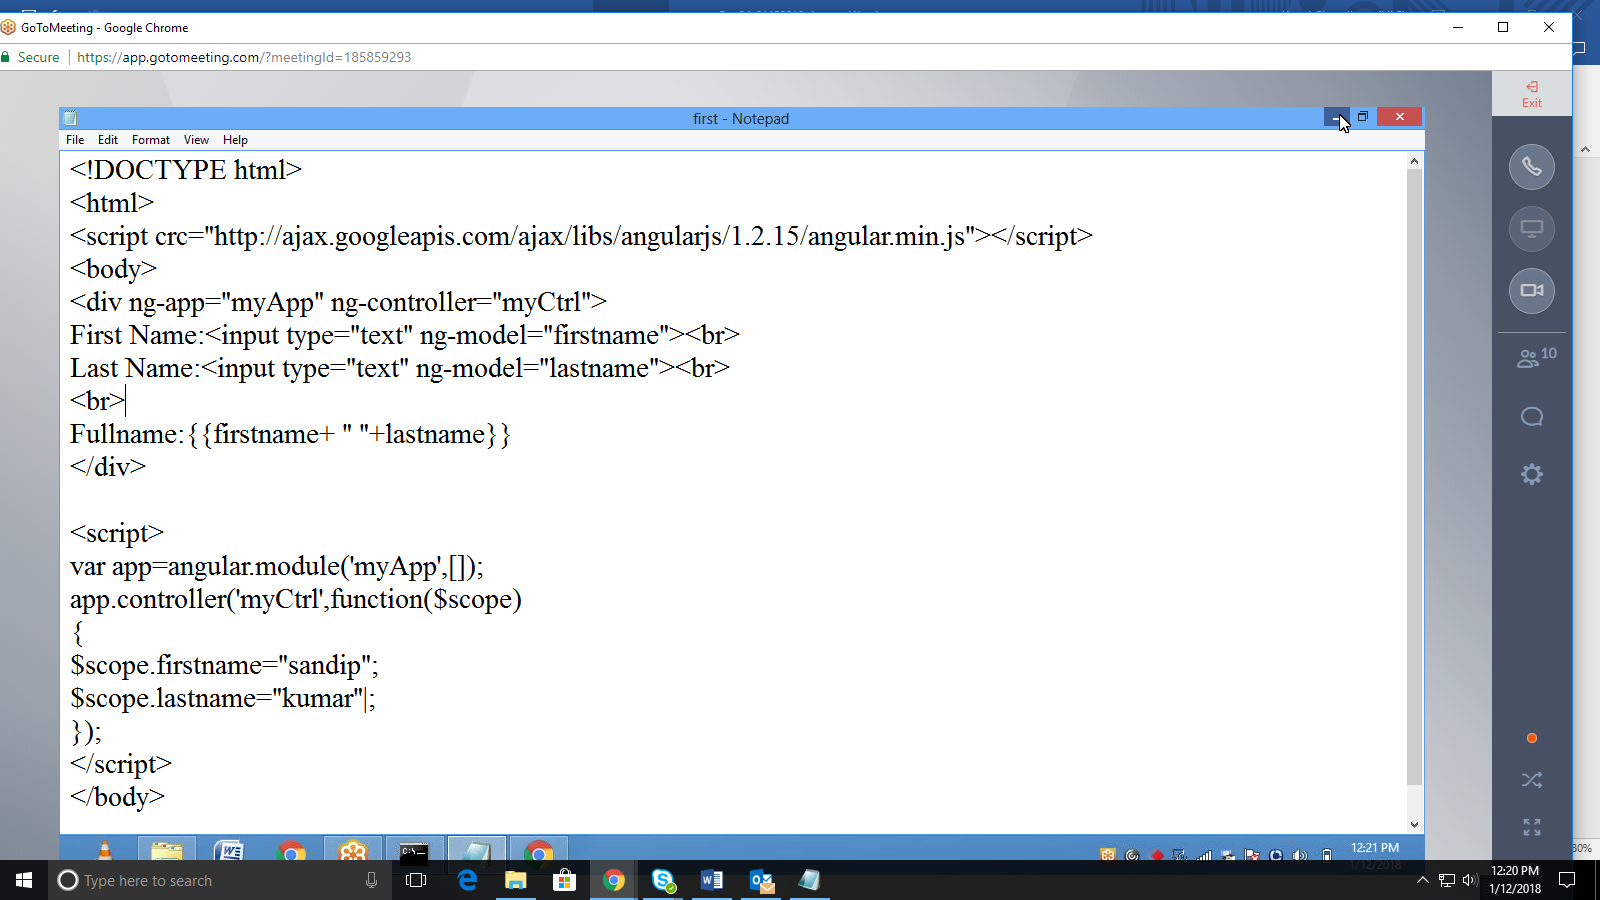 GoToMeeting - Google Chrome
Secure
https://app.gotomeeting.com/?meetingId=185859293
Exit
first - Notepad
File Edit Format View Help
<!DOCTYPE html>
<html>
<script crc="http://ajax.googleapis.com/ajax/libs/angularjs/1.2.15/angular.min.js"></script>
<body>
<div ng-app="myApp" ng-controller="myCtrl">
First Name:<input type="text" ng-model="firstname"><br>
Last Name:<input type="text" ng-model="lastname"><br>
<br>
Fullname:{{firstname+ " "+lastname}}
</div>
<script>
var app=angular.module('myApp',[]);
app.controller('myCtrl',function($scope)
{
$scope.firstname="sandip";
$scope.lastname="kumar";
});
</script>
</body>
10
12:21 PM
1/12/2018
Type here to search
12:20 PM
1/12/2018